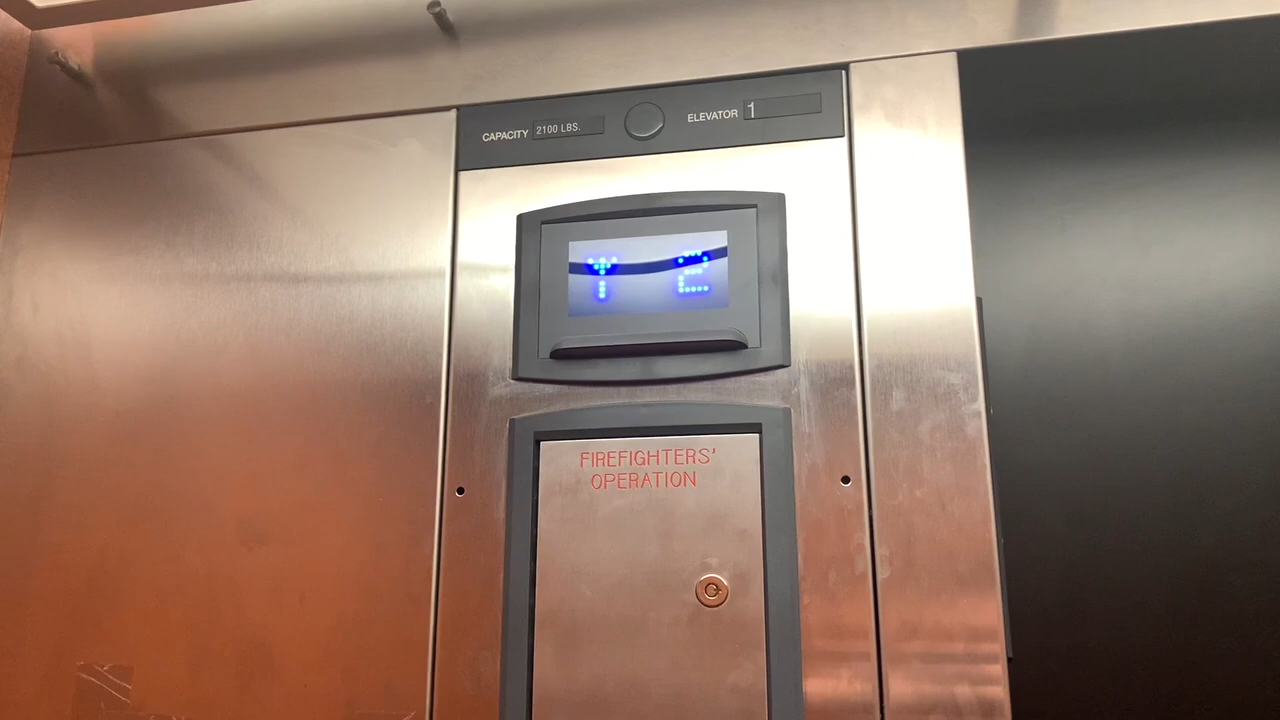 CAPACITY 2100 LBS. ELEVATOR 1
2
FIREFIGHTERS'
OPERATION